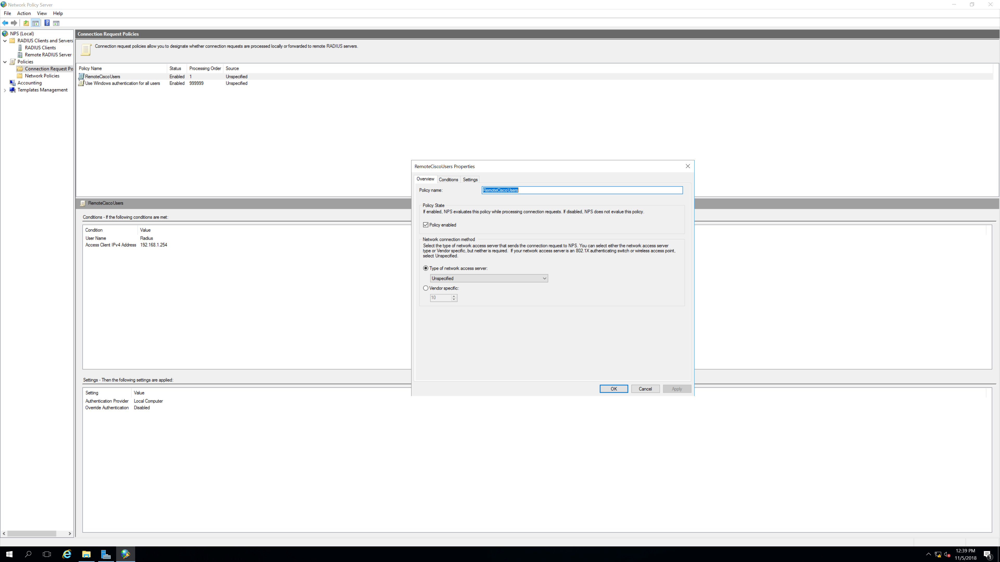 Network Policy Server
File Action View Help
NPS (Local)
RADIUS Clients and Servers
RADIUS Clients
Remote RADIUS Server
Policies
Connection Request Po
Network Policies
Accounting
Templates Management
Connection Request Policies
Connection request policies allow you to designate whether connection requests are processed locally or forwarded to remote RADIUS servers.
Policy Name Status Processing Order Source
RemoteCiscoUsers Enabled 1 Unspecified
Use Windows authentication for all users Enabled 999999 Unspecified
RemoteCiscoUsers
Conditions - If the following conditions are met:
Condition Value
User Name Radius
Access Client IPv4 Address 192.168.1.254
Settings - Then the following settings are applied:
Setting Value
Authentication Provider Local Computer
Override Authentication Disabled
RemoteCiscoUsers Properties
Overview Conditions Settings
Policy name: RemoteCiscoUsers
Policy State
If enabled, NPS evaluates this policy while processing connection requests. If disabled, NPS does not evalue this policy.
Policy enabled
Network connection method
Select the type of network access server that sends the connection request to NPS. You can select either the network access server
type or Vendor specific, but neither is required. If your network access server is an 802.1X authenticating switch or wireless access point,
select Unspecified.
Type of network access server:
Unspecified
Vendor specific:
10
OK Cancel Apply
12:39 PM
11/5/2018
1